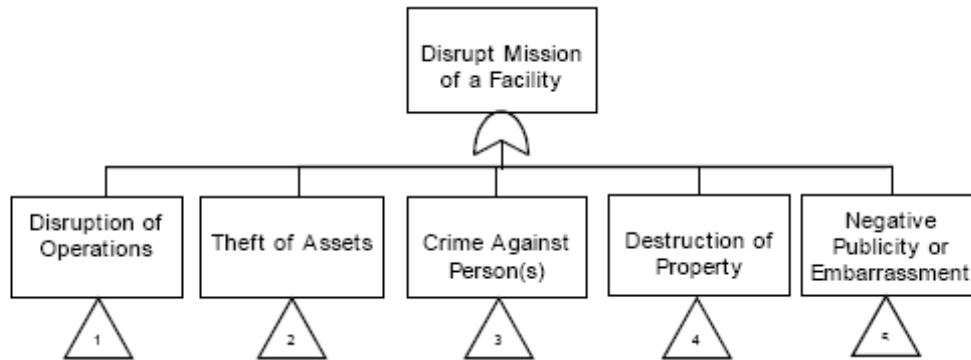 Disrupt Mission
of a Facility
Disruption of
Operations
Theft of Assets
Crime Against
Person(s)
Destruction of
Property
Negative
Publicity or
Embarrassment
1
2
3
4
5